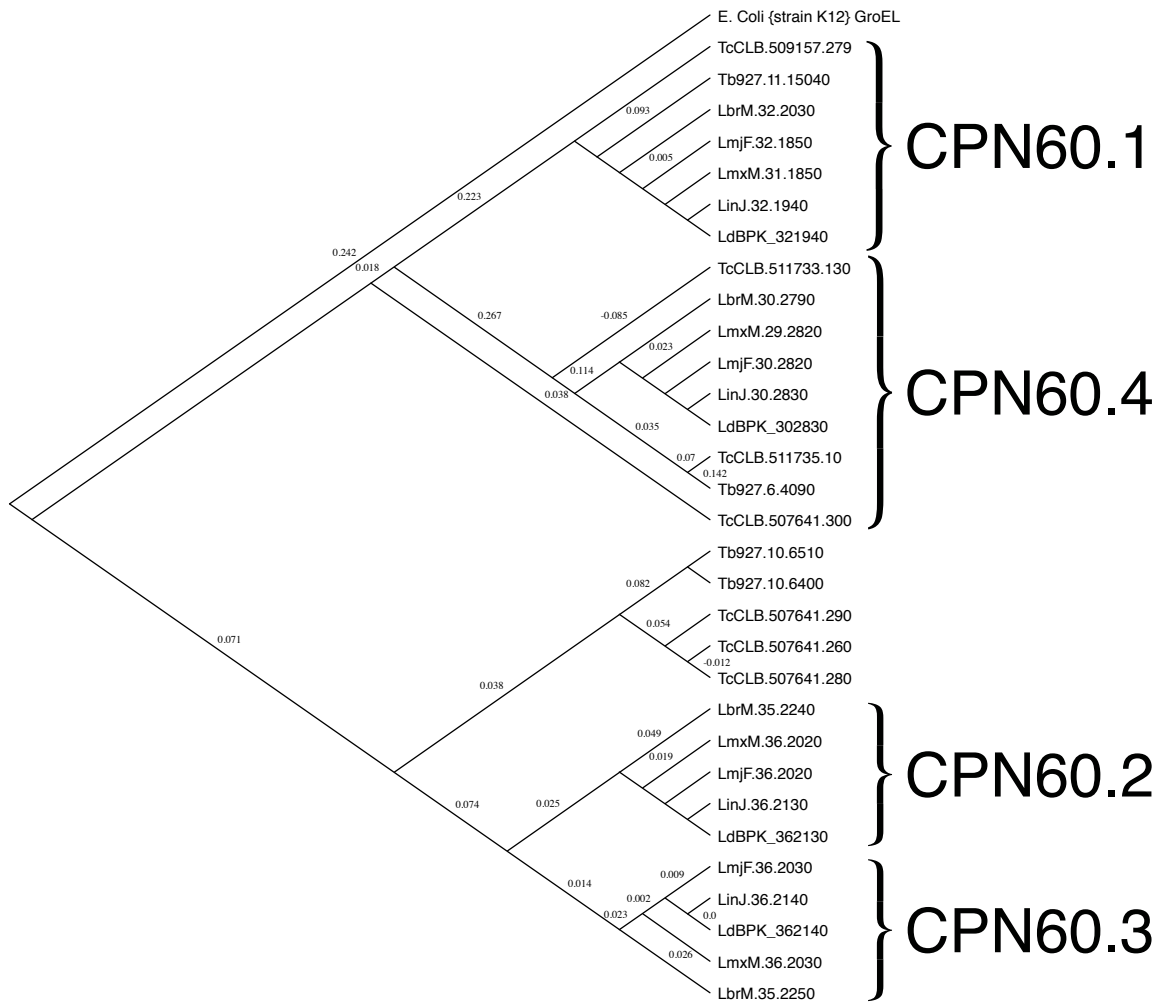 E. Coli {strain K12} GroEL
TcCLB.509157.279
Tb927.11.15040
0.093
LbrM.32.2030
LmjF.32.1850
0.005
LmxM.31.1850
0.223
LinJ.32.1940
LdBPK_321940
CPN60.1
0.242
0.018
TcCLB.511733.130
LbrM.30.2790
0.267
-0.085
LmxM.29.2820
0.023
LmjF.30.2820
0.114
LinJ.30.2830
0.038
LdBPK_302830
0.035
TcCLB.511735.10
0.07
0.142
Tb927.6.4090
TcCLB.507641.300
CPN60.4
Tb927.10.6510
Tb927.10.6400
0.082
TcCLB.507641.290
0.054
0.071
TcCLB.507641.260
-0.012
TcCLB.507641.280
0.038
LbrM.35.2240
0.049
LmxM.36.2020
0.019
LmjF.36.2020
0.074
0.025
LinJ.36.2130
LdBPK_362130
CPN60.2
LmjF.36.2030
0.009
0.014
LinJ.36.2140
0.002
0.0
0.023
LdBPK_362140
LmxM.36.2030
0.026
LbrM.35.2250
CPN60.3